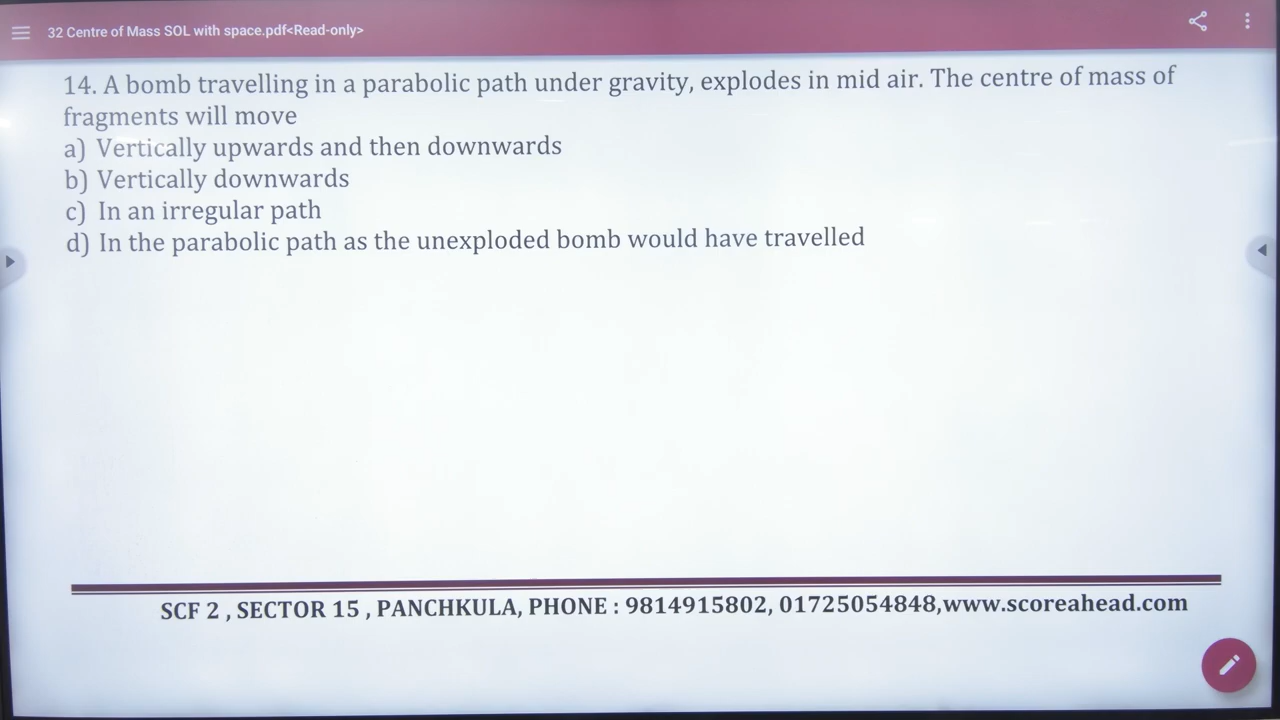 32 Centre of Mass SOL with space.pdf<Read-only>
14. A bomb travelling in a parabolic path under gravity, explodes in mid air. The centre of mass of
fragments will move
a) Vertically upwards and then downwards
b) Vertically downwards
c) In an irregular path
d) In the parabolic path as the unexploded bomb would have travelled
SCF 2 , SECTOR 15 , PANCHKULA, PHONE : 9814915802, 01725054848,www.scoreahead.com